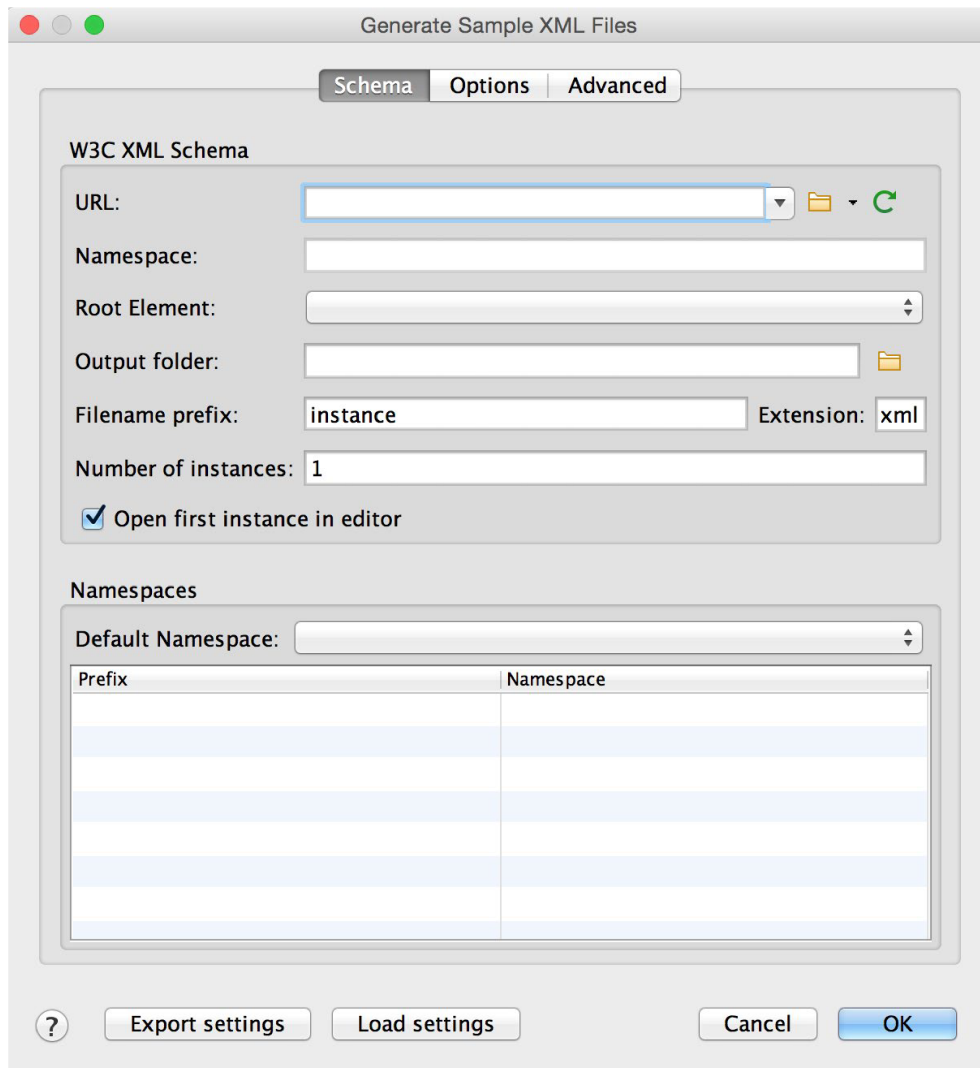 Generate Sample XML Files
Schema Options Advanced
W3C XML Schema
URL:
Namespace:
Root Element:
Output folder:
Filename prefix: instance Extension: xml
Number of instances: 1
Open first instance in editor
Namespaces
Default Namespace:
Prefix Namespace
? Export settings Load settings Cancel OK